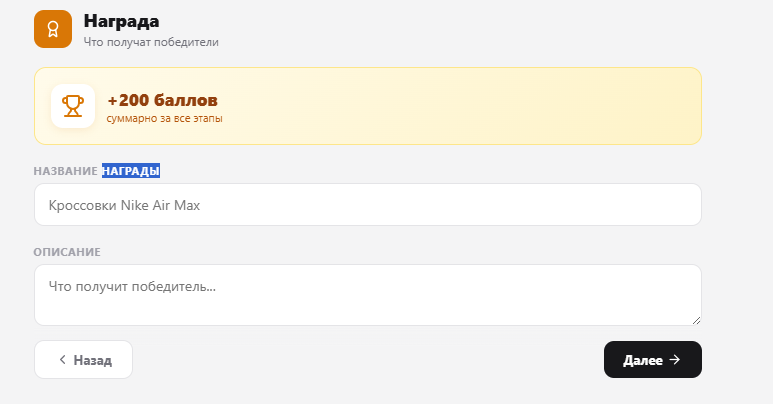 Награда
Что получат победители
+200 баллов
суммарно за все этапы
НАЗВАНИЕ НАГРАДЫ
Кроссовки Nike Air Max
ОПИСАНИЕ
Что получит победитель...
Назад
Далее